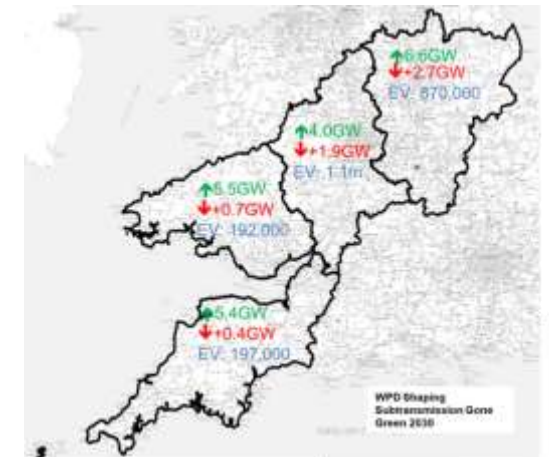 ↑6.6GW
↓+2.7GW
EV: 870,000
↑4.0GW
↓+1.9GW
EV: 1.1m
↑5.5GW
↓+0.7GW
EV: 192,000
↑5.4GW
↓+0.4GW
EV: 197,000
WPD Shaping
Subtransmission Gone
Green 2030